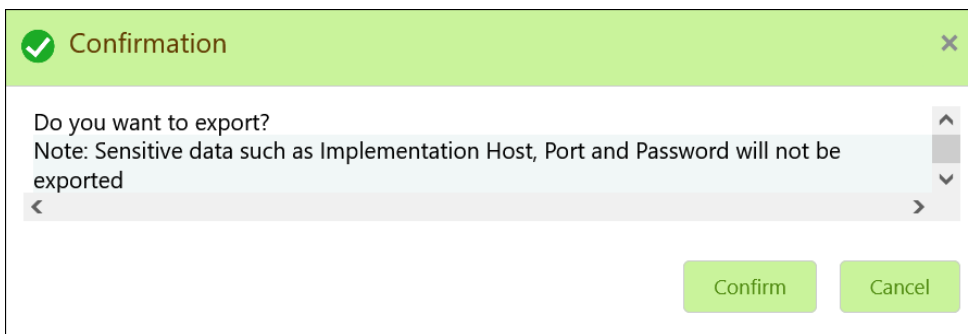 Confirmation
Do you want to export?
Note: Sensitive data such as Implementation Host, Port and Password will not be
exported
Confirm
Cancel